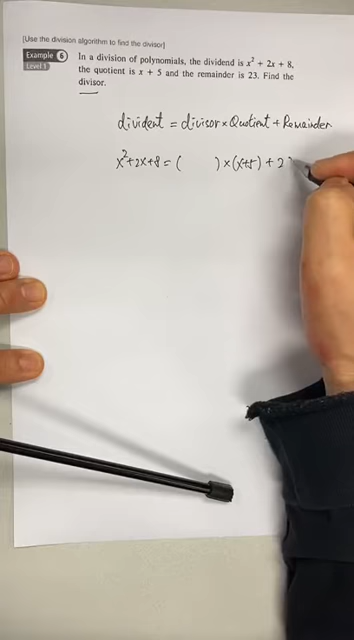 [Use the division algorithm to find the divisor]
Example 6 In a division of polynomials, the dividend is x² + 2x + 8,
Level 1 the quotient is x + 5 and the remainder is 23. Find the
divisor.
divident = divisor × Quotient + Remainder
x²+2x+8 = ( ) × (x+5) + 2